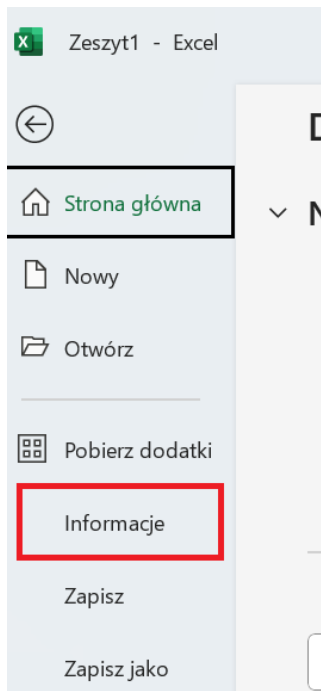 Zeszyt1 - Excel
Strona główna
Nowy
Otwórz
Pobierz dodatki
Informacje
Zapisz
Zapisz jako